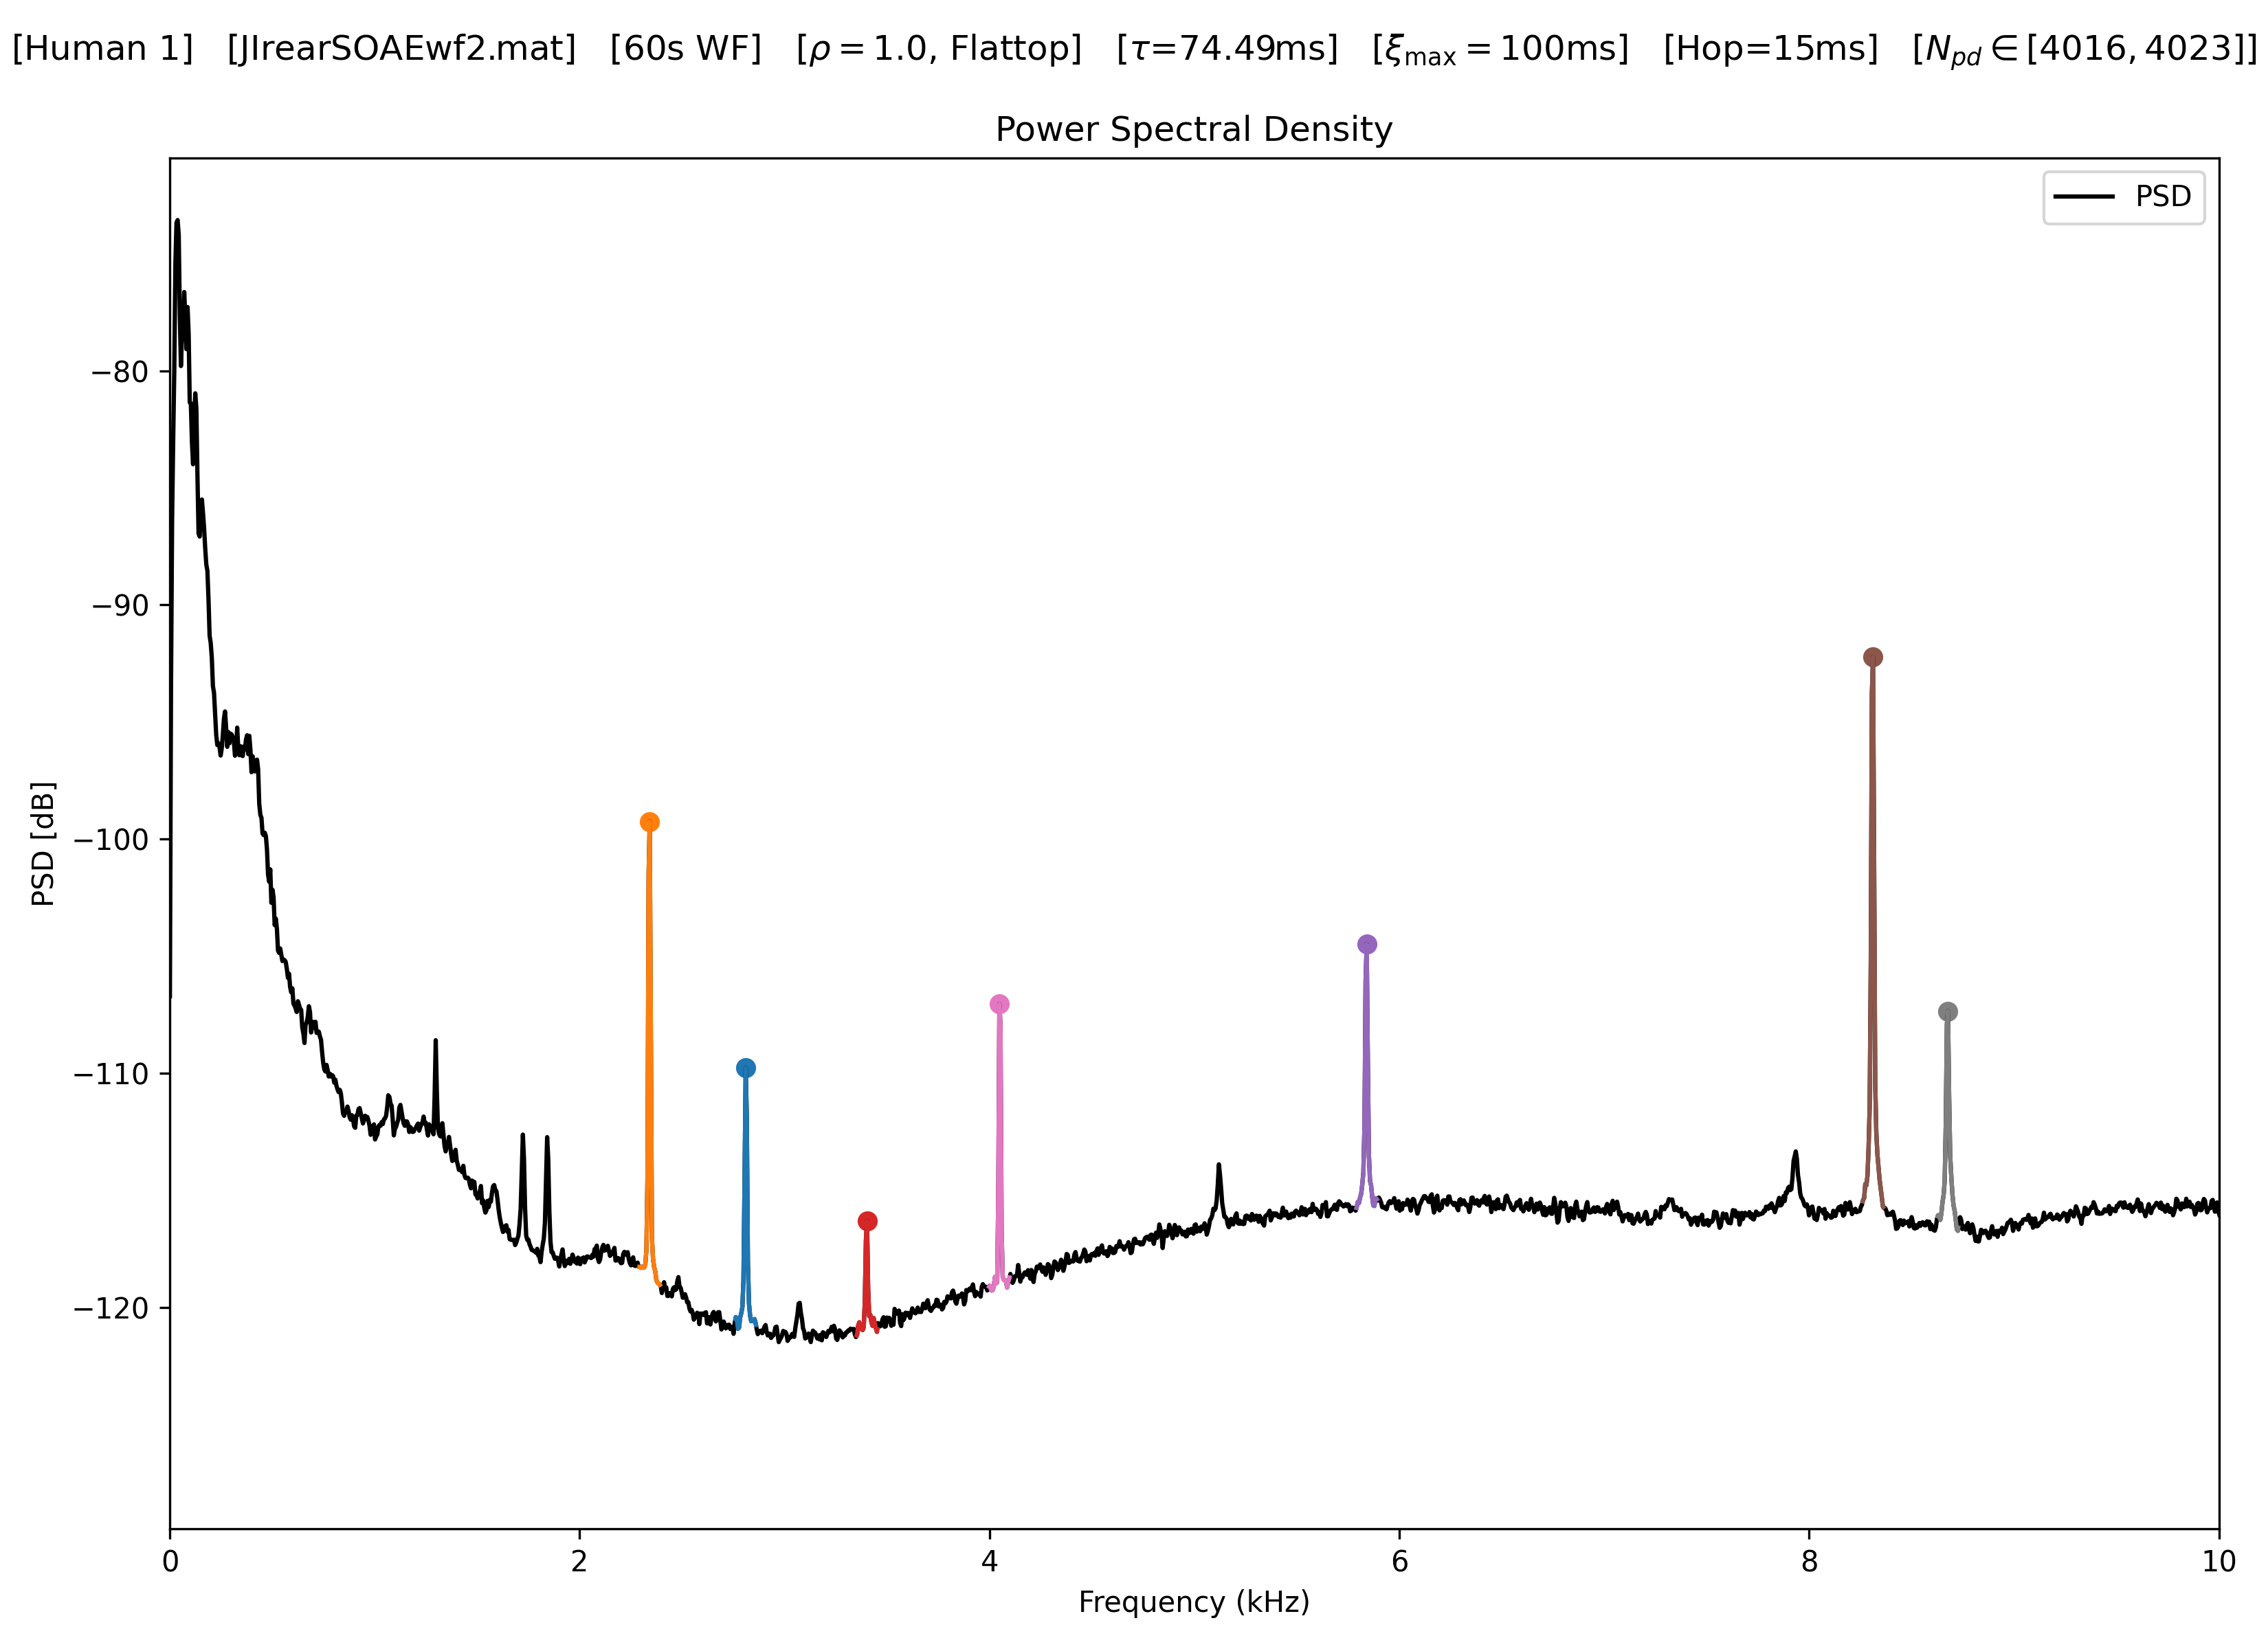 [Human 1] [JIrearSOAEwf2.mat] [60s WF] [ρ = 1.0, Flattop] [τ=74.49ms] [ξmax = 100ms] [Hop=15ms] [Npd ∈ [4016, 4023]]
Power Spectral Density
PSD
−80
−90
−100
−110
−120
PSD [dB]
0 2 4 6 8 10
Frequency (kHz)